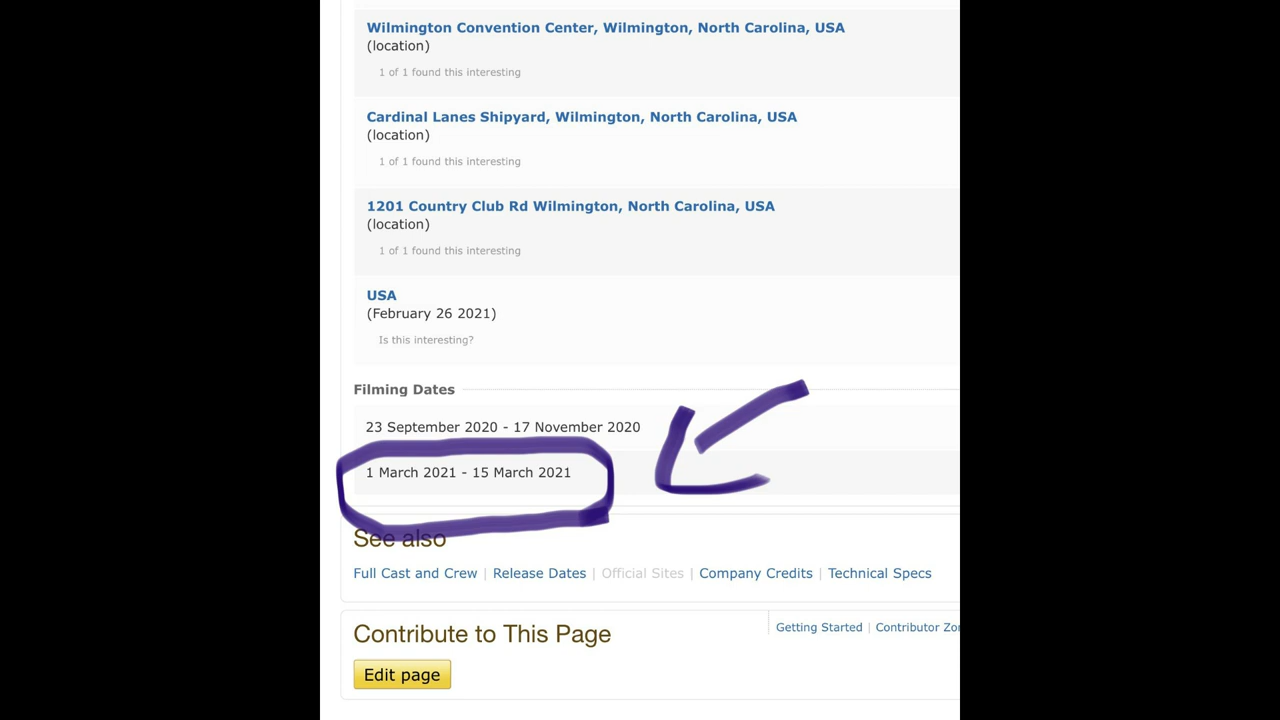 Wilmington Convention Center, Wilmington, North Carolina, USA
(location)
1 of 1 found this interesting
Cardinal Lanes Shipyard, Wilmington, North Carolina, USA
(location)
1 of 1 found this interesting
1201 Country Club Rd Wilmington, North Carolina, USA
(location)
1 of 1 found this interesting
USA
(February 26 2021)
Is this interesting?
Filming Dates
23 September 2020 - 17 November 2020
1 March 2021 - 15 March 2021
See also
Full Cast and Crew | Release Dates | Official Sites | Company Credits | Technical Specs
Contribute to This Page
Getting Started | Contributor Zo
Edit page